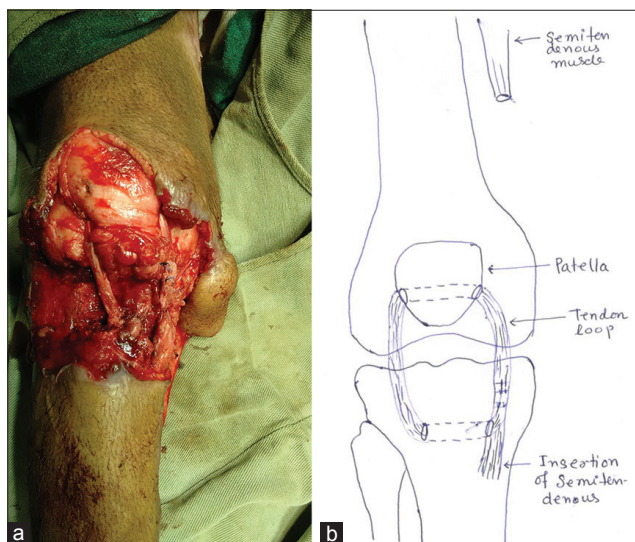 Semiten
denous
muscle
Patella
Tendon
loop
Insertion
of Semiten-
denous
a
b